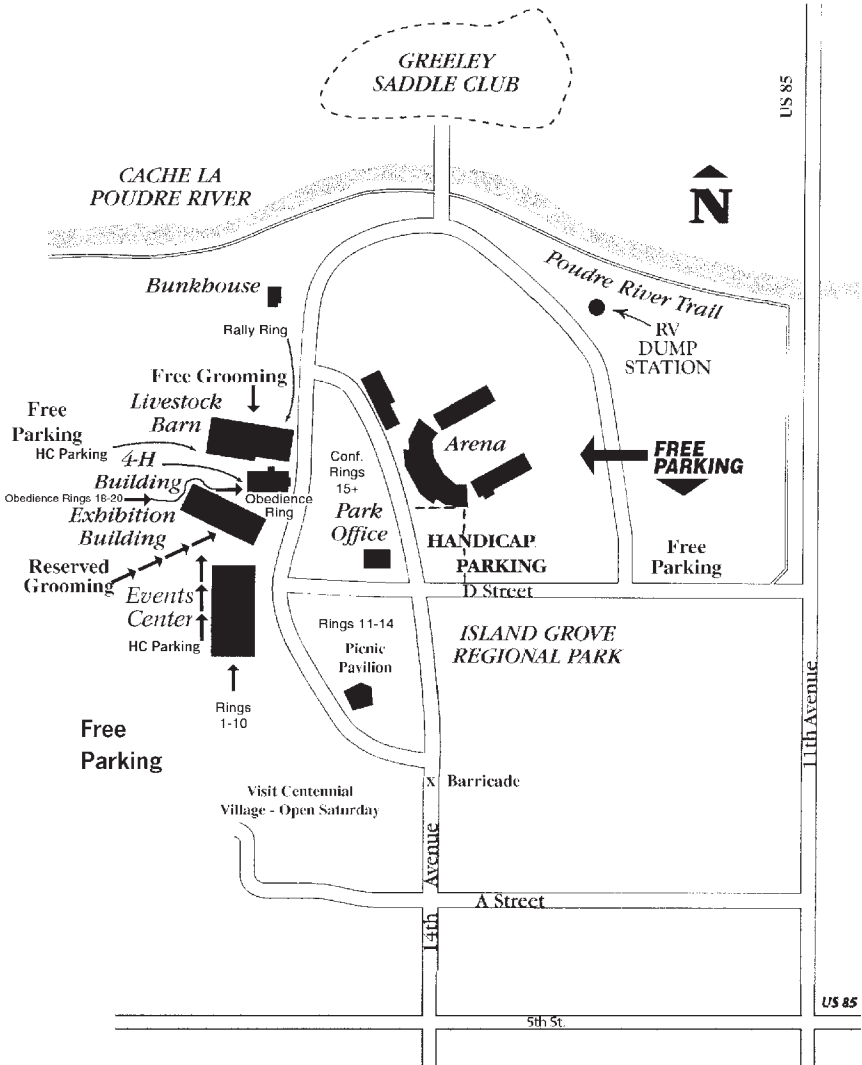 GREELEY
SADDLE CLUB
US 85
CACHE LA
POUDRE RIVER
N
Poudre River Trail
Bunkhouse
Rally Ring
RV
DUMP
STATION
Free Grooming
Livestock
Barn
Free
Parking
HC Parking
4-H
Building
Obedience Rings 18-20
Obedience
Ring
Exhibition
Building
Conf.
Rings
15+
Park
Office
Arena
FREE
PARKING
HANDICAP
PARKING
Free
Parking
Reserved
Grooming
D Street
Events
Center
HC Parking
Rings 11-14
Picnic
Pavilion
ISLAND GROVE
REGIONAL PARK
Rings
1-10
11th Avenue
Free
Parking
x Barricade
Visit Centennial
Village - Open Saturday
14th Avenue
A Street
US 85
5th St.